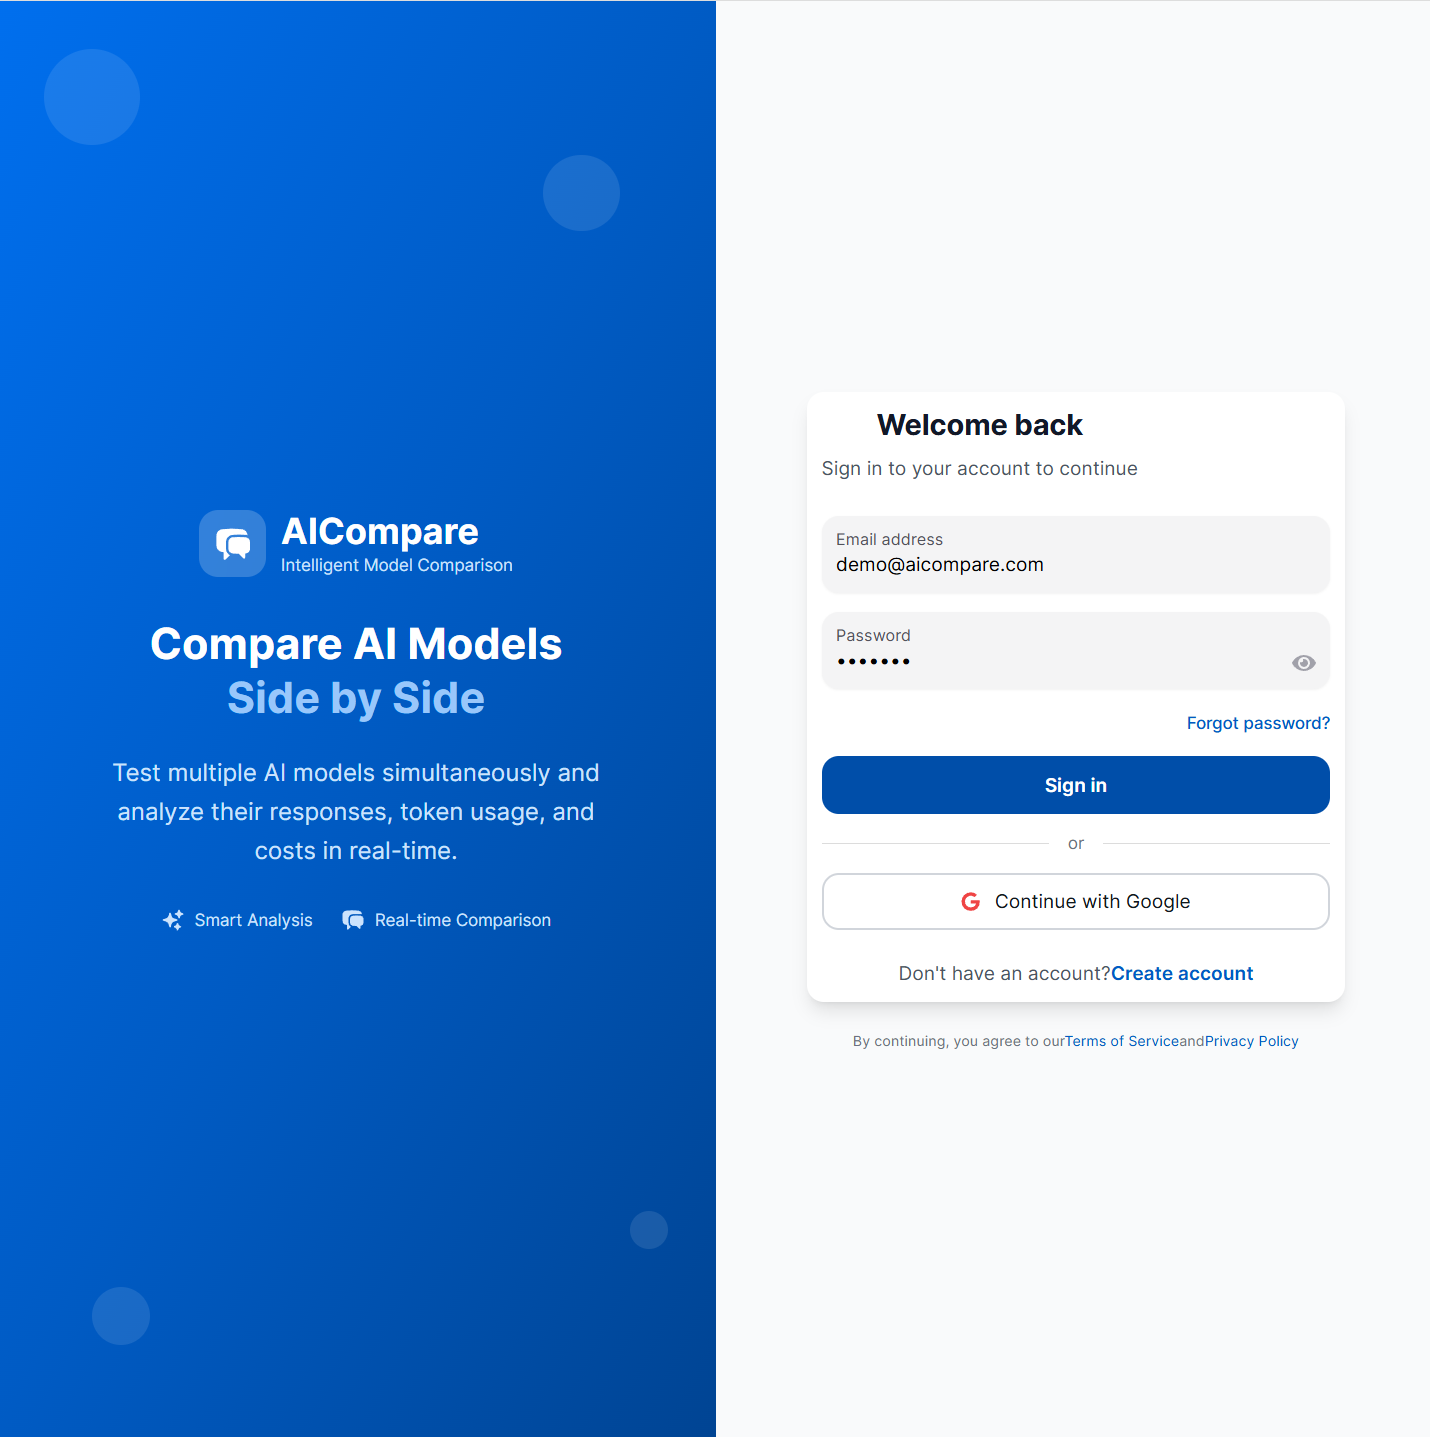 AICompare
Intelligent Model Comparison
Compare AI Models
Side by Side
Test multiple AI models simultaneously and
analyze their responses, token usage, and
costs in real-time.
Smart Analysis
Real-time Comparison
Welcome back
Sign in to your account to continue
Email address
demo@aicompare.com
Password
•••••••
Forgot password?
Sign in
or
Continue with Google
Don't have an account?Create account
By continuing, you agree to ourTerms of ServiceandPrivacy Policy